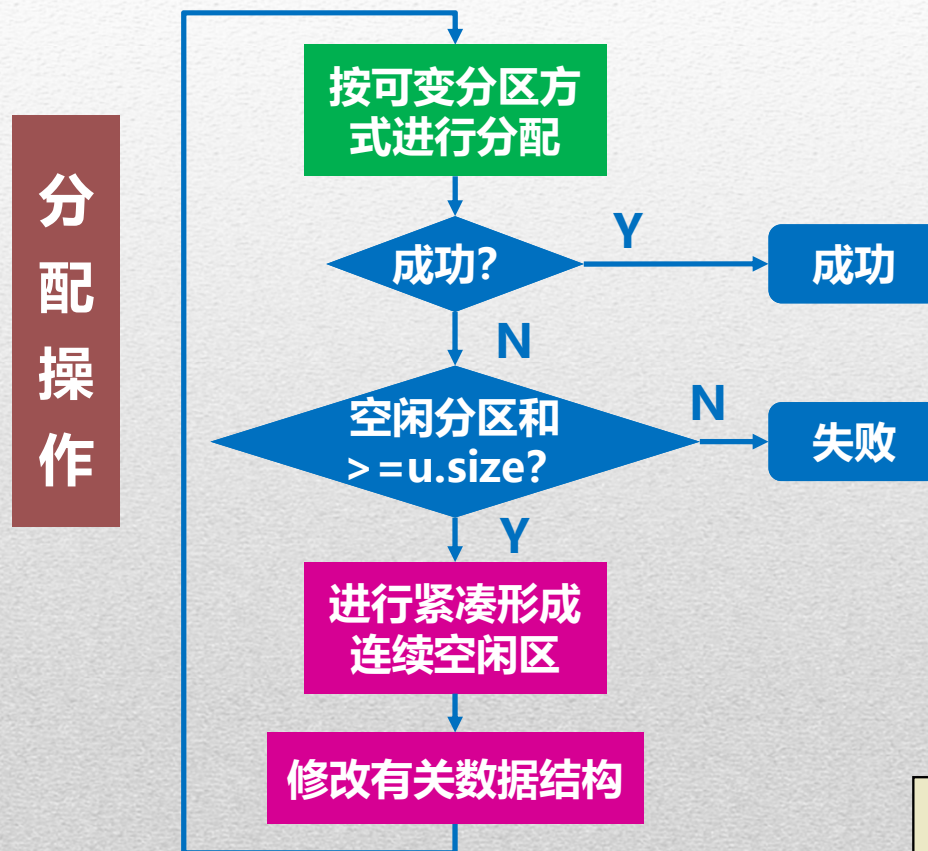 分
配
操
作
按可变分区方
式进行分配
成功?
Y
成功
N
空闲分区和
>=u.size?
N
失败
Y
进行紧凑形成
连续空闲区
修改有关数据结构